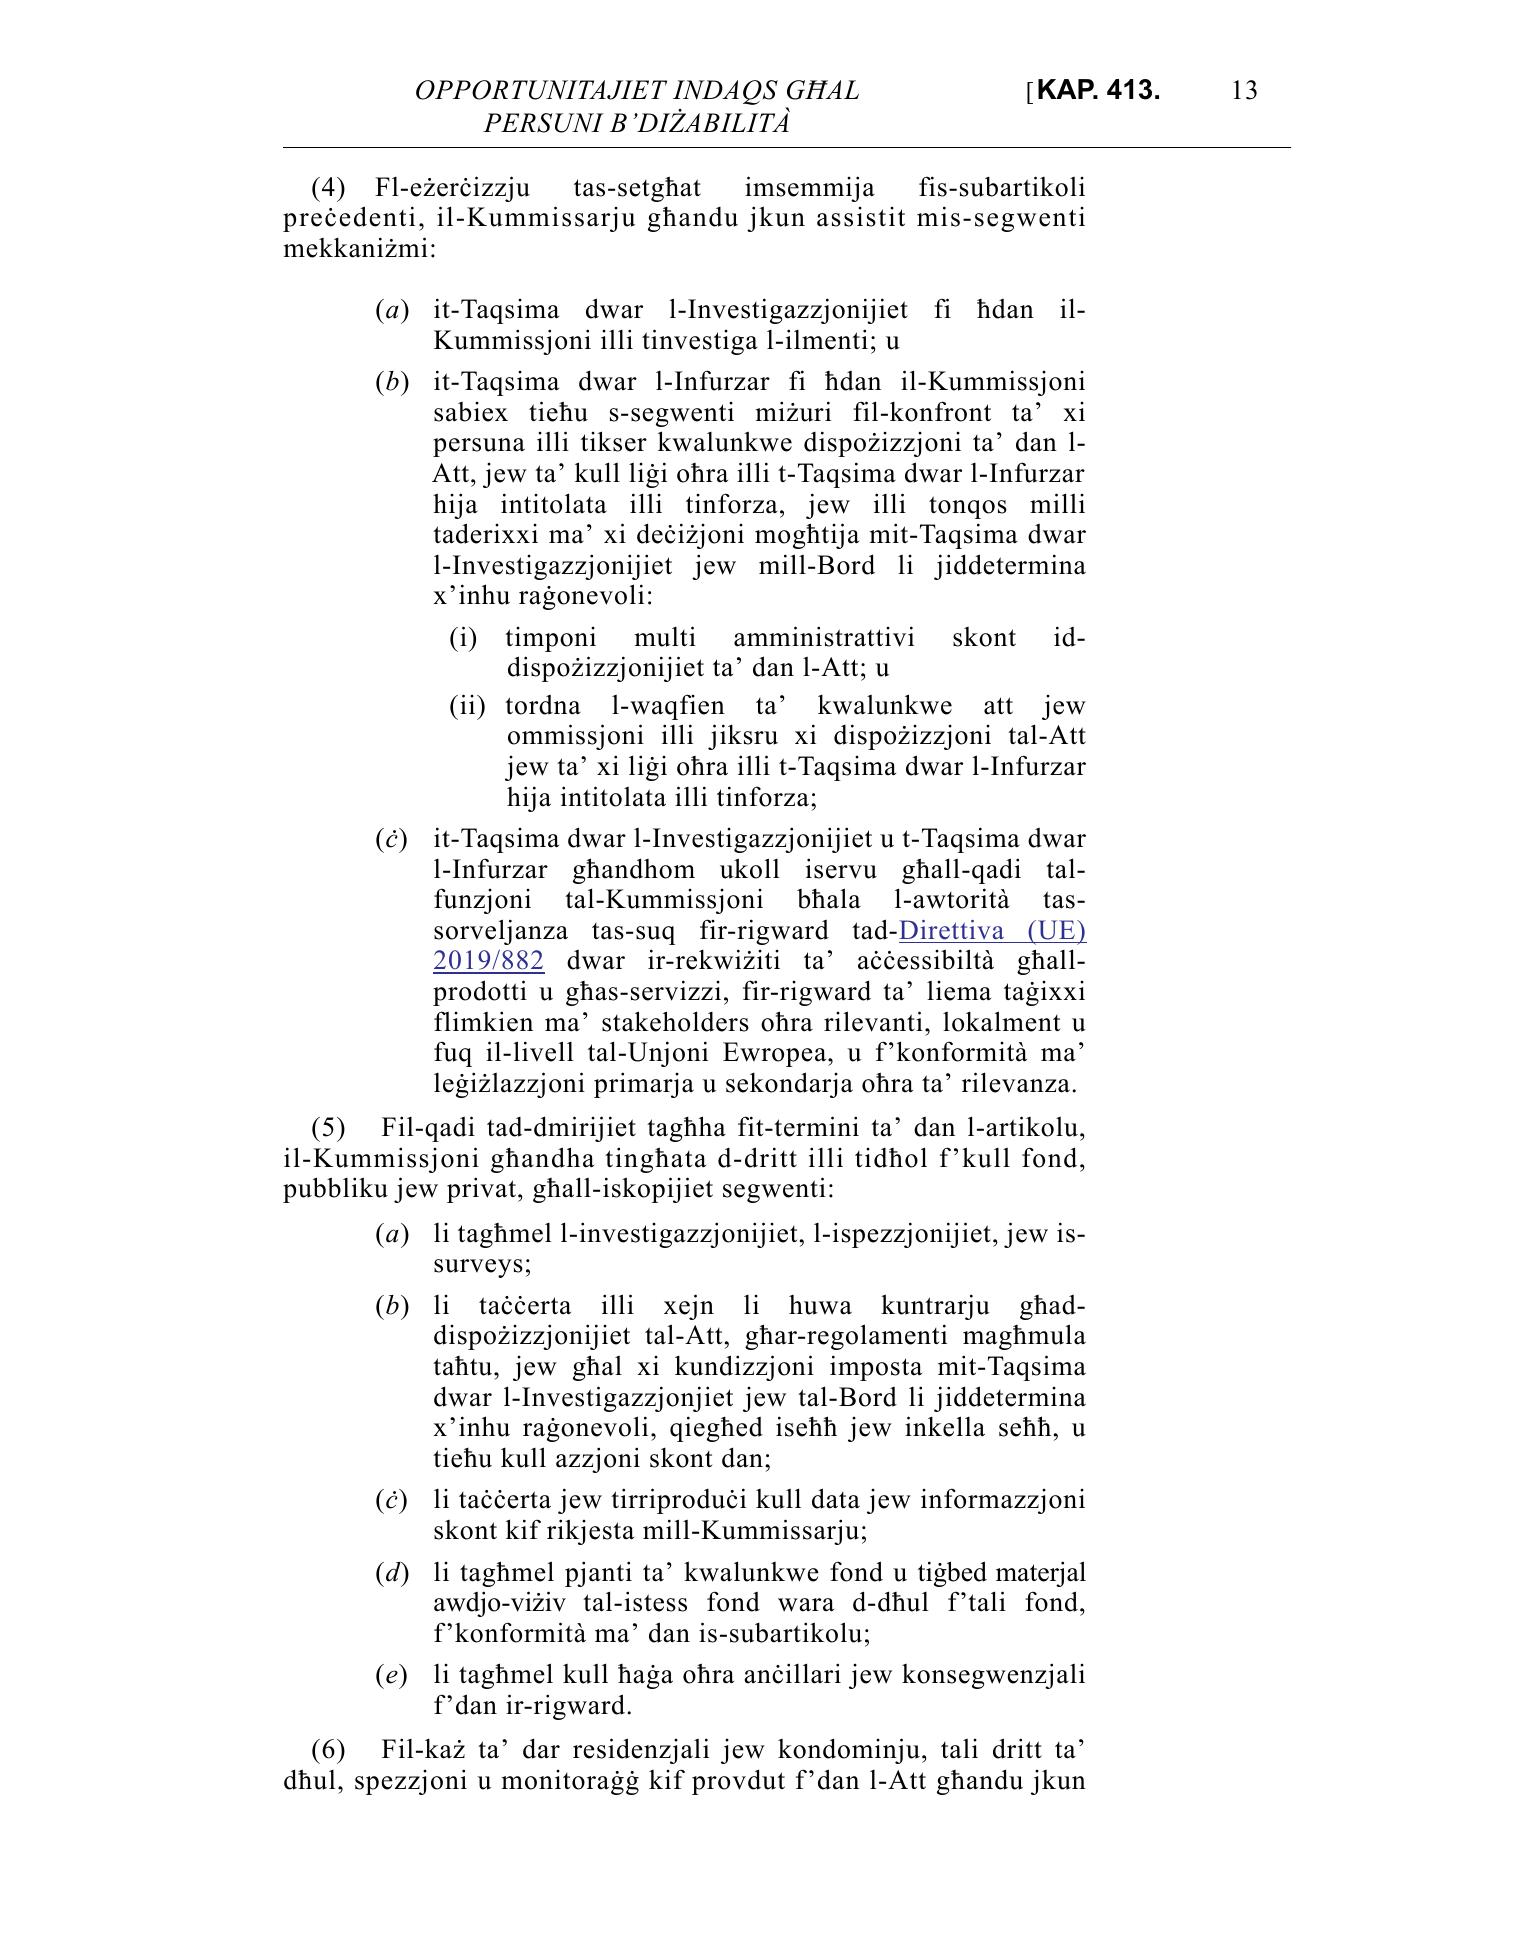 OPPORTUNITAJIET INDAQS GĦAL [KAP. 413. 13
PERSUNI B’DIŻABILITÀ
(4) Fl-eżerċizzju tas-setgħat imsemmija fis-subartikoli
preċedenti, il-Kummissarju għandu jkun assistit mis-segwenti
mekkaniżmi:
(a) it-Taqsima dwar l-Investigazzjonijiet fi ħdan il-
Kummissjoni illi tinvestiga l-ilmenti; u
(b) it-Taqsima dwar l-Infurzar fi ħdan il-Kummissjoni
sabiex tieħu s-segwenti miżuri fil-konfront ta’ xi
persuna illi tikser kwalunkwe dispożizzjoni ta’ dan l-
Att, jew ta’ kull liġi oħra illi t-Taqsima dwar l-Infurzar
hija intitolata illi tinforza, jew illi tonqos milli
taderixxi ma’ xi deċiżjoni mogħtija mit-Taqsima dwar
l-Investigazzjonijiet jew mill-Bord li jiddetermina
x’inhu raġonevoli:
(i) timponi multi amministrattivi skont id-
dispożizzjonijiet ta’ dan l-Att; u
(ii) tordna l-waqfien ta’ kwalunkwe att jew
ommissjoni illi jiksru xi dispożizzjoni tal-Att
jew ta’ xi liġi oħra illi t-Taqsima dwar l-Infurzar
hija intitolata illi tinforza;
(ċ) it-Taqsima dwar l-Investigazzjonijiet u t-Taqsima dwar
l-Infurzar għandhom ukoll iservu għall-qadi tal-
funzjoni tal-Kummissjoni bħala l-awtorità tas-
sorveljanza tas-suq fir-rigward tad-Direttiva (UE)
2019/882 dwar ir-rekwiżiti ta’ aċċessibiltà għall-
prodotti u għas-servizzi, fir-rigward ta’ liema taġixxi
flimkien ma’ stakeholders oħra rilevanti, lokalment u
fuq il-livell tal-Unjoni Ewropea, u f’konformità ma’
leġiżlazzjoni primarja u sekondarja oħra ta’ rilevanza.
(5) Fil-qadi tad-dmirijiet tagħha fit-termini ta’ dan l-artikolu,
il-Kummissjoni għandha tingħata d-dritt illi tidħol f’kull fond,
pubbliku jew privat, għall-iskopijiet segwenti:
(a) li tagħmel l-investigazzjonijiet, l-ispezzjonijiet, jew is-
surveys;
(b) li taċċerta illi xejn li huwa kuntrarju għad-
dispożizzjonijiet tal-Att, għar-regolamenti magħmula
taħtu, jew għal xi kundizzjoni imposta mit-Taqsima
dwar l-Investigazzjonjiet jew tal-Bord li jiddetermina
x’inhu raġonevoli, qiegħed iseħħ jew inkella seħħ, u
tieħu kull azzjoni skont dan;
(ċ) li taċċerta jew tirriproduċi kull data jew informazzjoni
skont kif rikjesta mill-Kummissarju;
(d) li tagħmel pjanti ta’ kwalunkwe fond u tiġbed materjal
awdjo-viżiv tal-istess fond wara d-dħul f’tali fond,
f’konformità ma’ dan is-subartikolu;
(e) li tagħmel kull ħaġa oħra anċillari jew konsegwenzjali
f’dan ir-rigward.
(6) Fil-każ ta’ dar residenzjali jew kondominju, tali dritt ta’
dħul, spezzjoni u monitoraġġ kif provdut f’dan l-Att għandu jkun